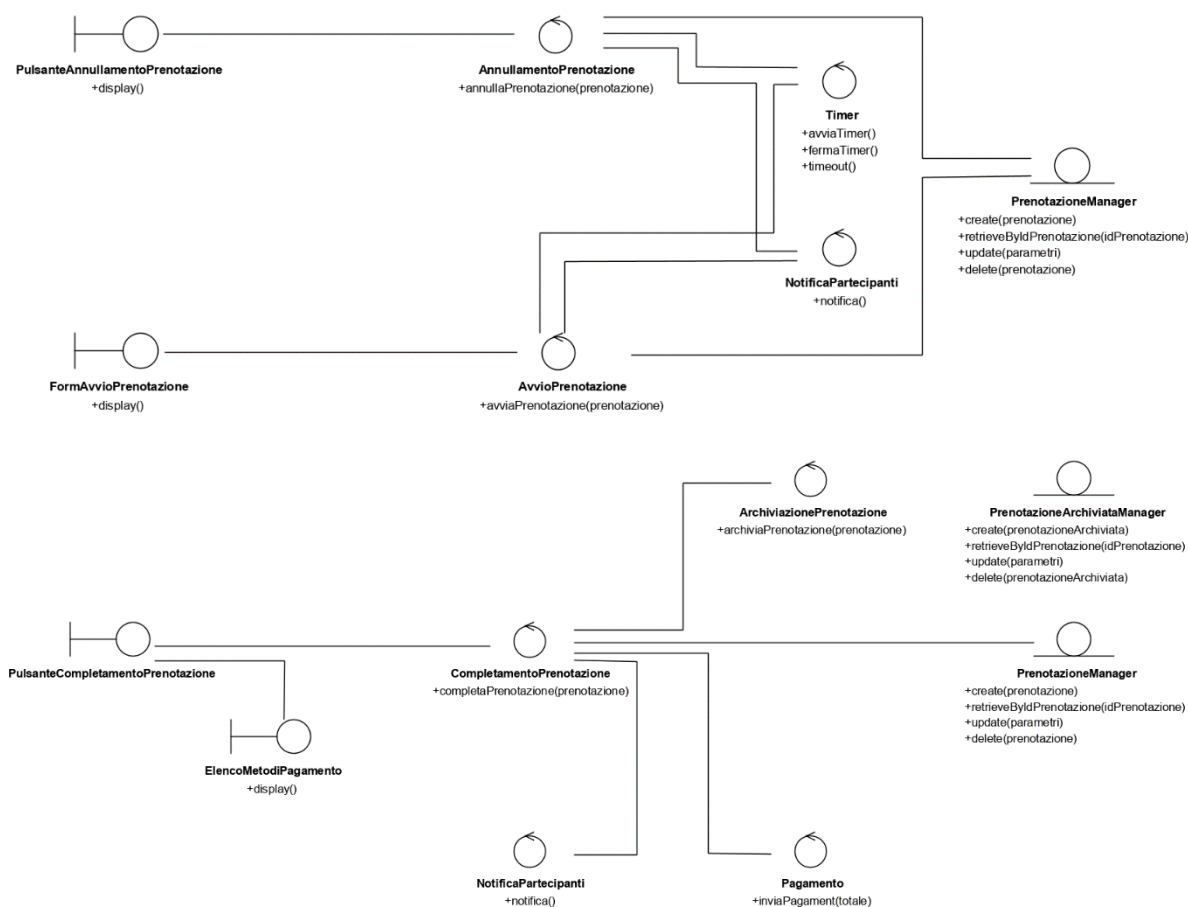 PulsanteAnnullamentoPrenotazione
+display()
AnnullamentoPrenotazione
+annullaPrenotazione(prenotazione)
Timer
+avviaTimer()
+fermaTimer()
+timeout()
PrenotazioneManager
+create(prenotazione)
+retrieveByIdPrenotazione(idPrenotazione)
+update(parametri)
+delete(prenotazione)
NotificaPartecipanti
+notifica()
FormAvvioPrenotazione
+display()
AvvioPrenotazione
+avviaPrenotazione(prenotazione)
ArchiviazionePrenotazione
+archiviaPrenotazione(prenotazione)
PrenotazioneArchiviataManager
+create(prenotazioneArchiviata)
+retrieveByIdPrenotazione(idPrenotazione)
+update(parametri)
+delete(prenotazioneArchiviata)
PulsanteCompletamentoPrenotazione
CompletamentoPrenotazione
+completaPrenotazione(prenotazione)
PrenotazioneManager
+create(prenotazione)
+retrieveByIdPrenotazione(idPrenotazione)
+update(parametri)
+delete(prenotazione)
ElencoMetodiPagamento
+display()
NotificaPartecipanti
+notifica()
Pagamento
+inviaPagament(totale)